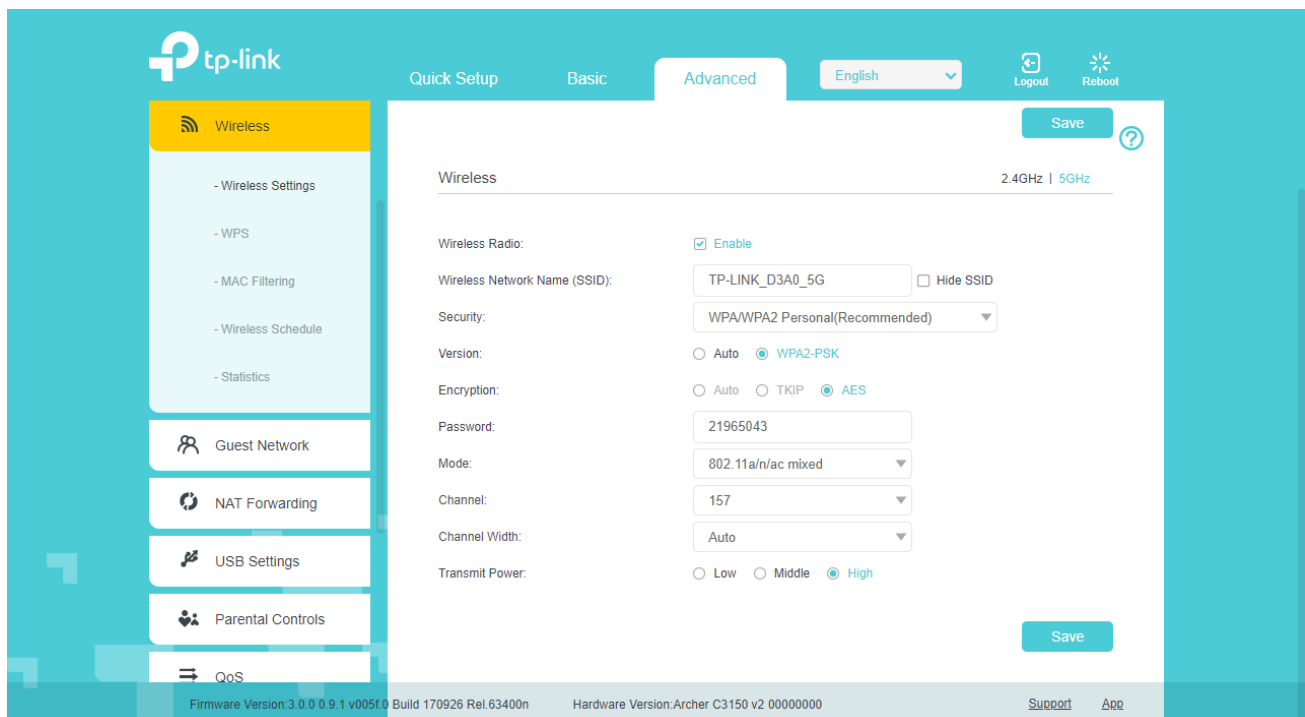 tp-link
Quick Setup Basic Advanced English Logout Reboot
Wireless
- Wireless Settings
- WPS
- MAC Filtering
- Wireless Schedule
- Statistics
Guest Network
NAT Forwarding
USB Settings
Parental Controls
QoS
Save
?
Wireless 2.4GHz | 5GHz
Wireless Radio: Enable
Wireless Network Name (SSID): TP-LINK_D3A0_5G Hide SSID
Security: WPA/WPA2 Personal(Recommended)
Version: Auto WPA2-PSK
Encryption: Auto TKIP AES
Password: 21965043
Mode: 802.11a/n/ac mixed
Channel: 157
Channel Width: Auto
Transmit Power: Low Middle High
Save
Firmware Version:3.0.0 0.9.1 v005f.0 Build 170926 Rel.63400n Hardware Version:Archer C3150 v2 00000000 Support App